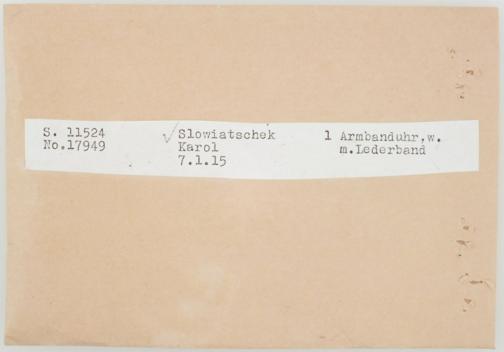 S. 11524
No.17949
Slowiatschek
Karol
7.1.15
1 Armbanduhr,w.
m.Lederband